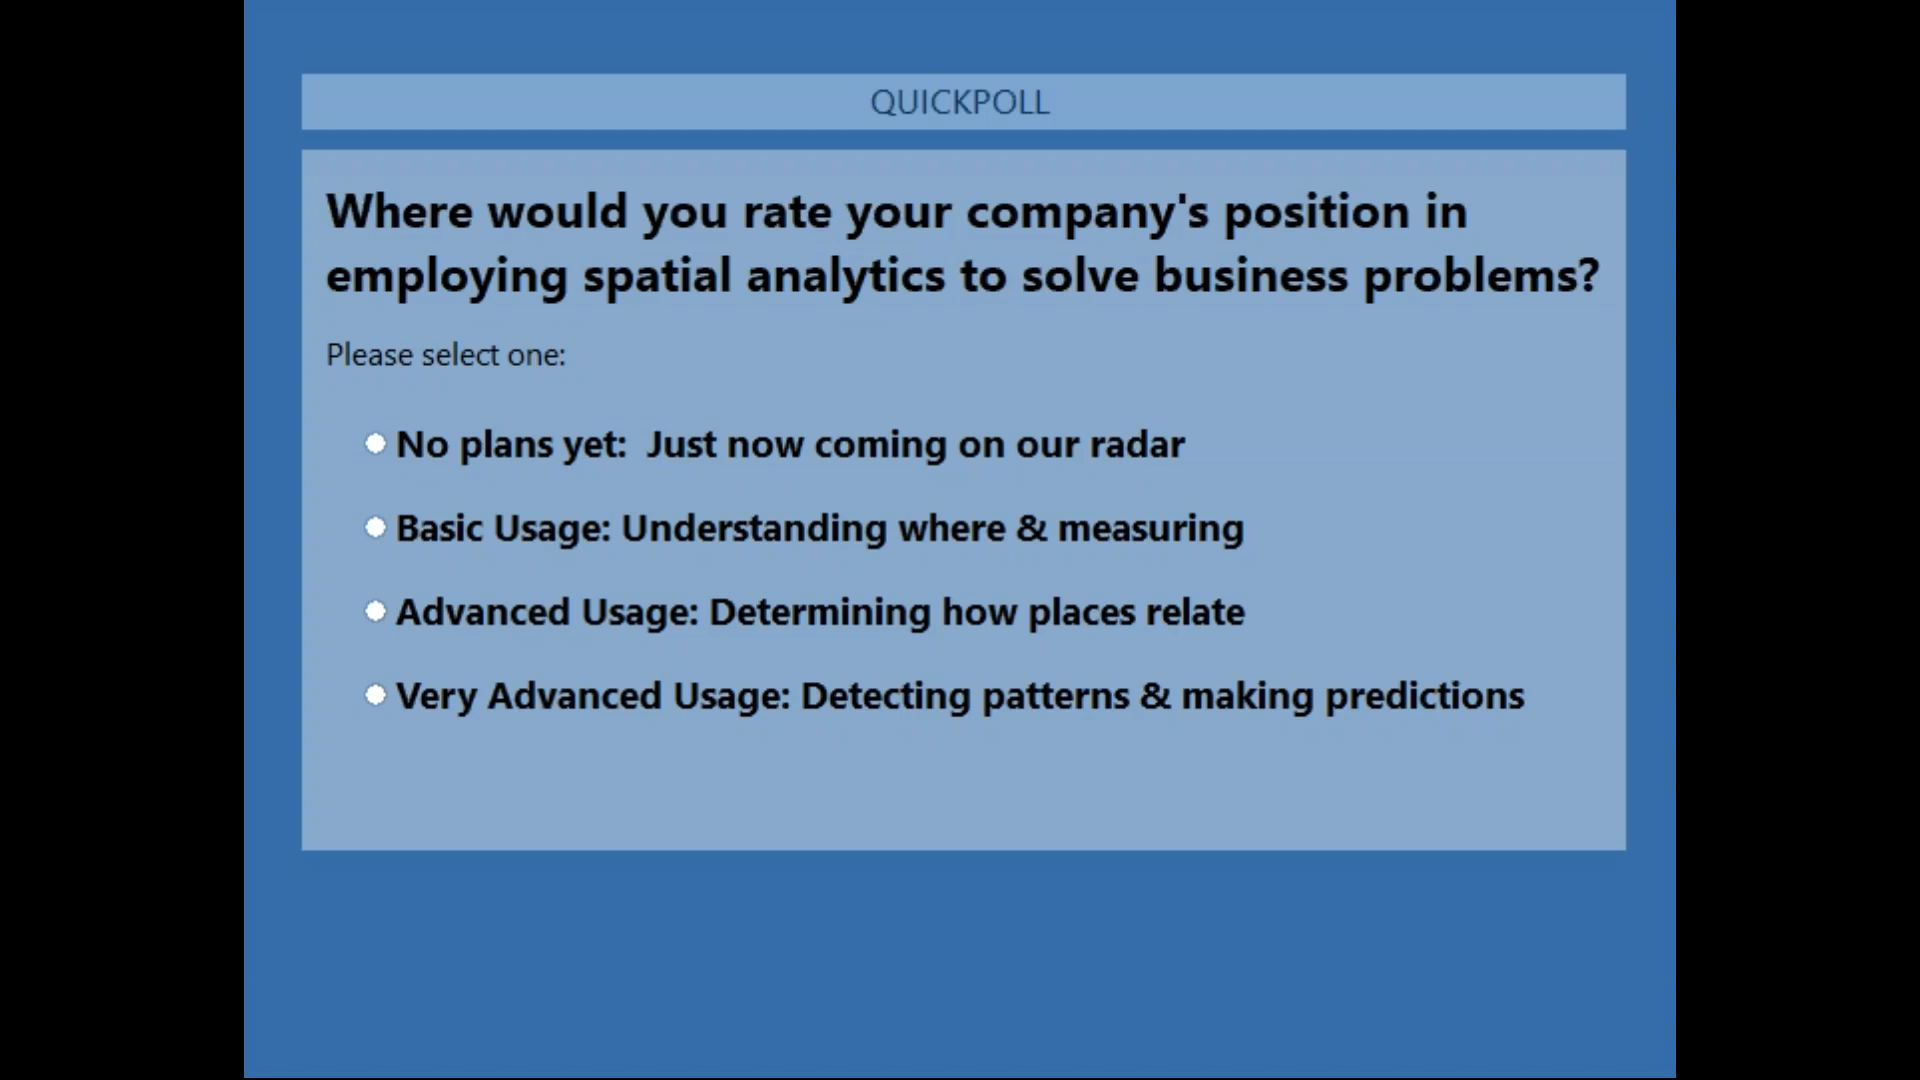 QUICKPOLL
Where would you rate your company's position in
employing spatial analytics to solve business problems?
Please select one:
No plans yet:  Just now coming on our radar
Basic Usage: Understanding where & measuring
Advanced Usage: Determining how places relate
Very Advanced Usage: Detecting patterns & making predictions